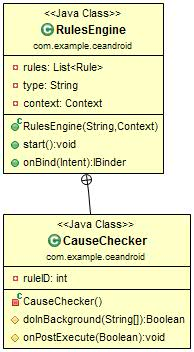 <<Java Class>>
RulesEngine
com.example.ceandroid
rules: List<Rule>
type: String
context: Context
RulesEngine(String,Context)
start():void
onBind(Intent):IBinder
<<Java Class>>
CauseChecker
com.example.ceandroid
ruleID: int
CauseChecker()
doInBackground(String[]):Boolean
onPostExecute(Boolean):void